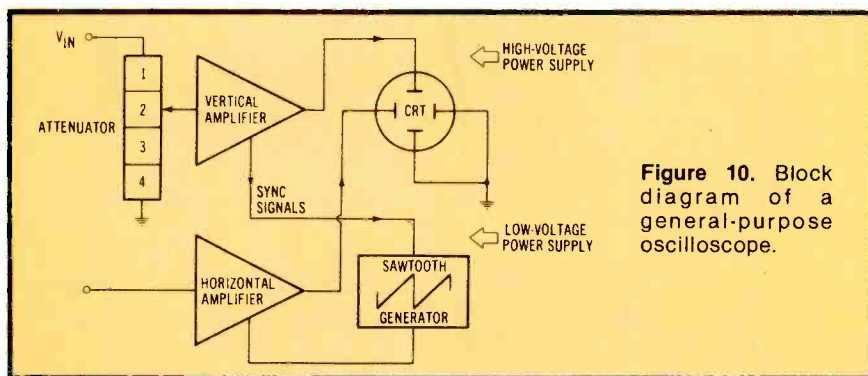 VIN
ATTENUATOR
1
2
3
4
VERTICAL
AMPLIFIER
SYNC
SIGNALS
HORIZONTAL
AMPLIFIER
CRT
HIGH-VOLTAGE
POWER SUPPLY
LOW-VOLTAGE
POWER SUPPLY
SAWTOOTH
GENERATOR
Figure 10. Block
diagram of a
general-purpose
oscilloscope.